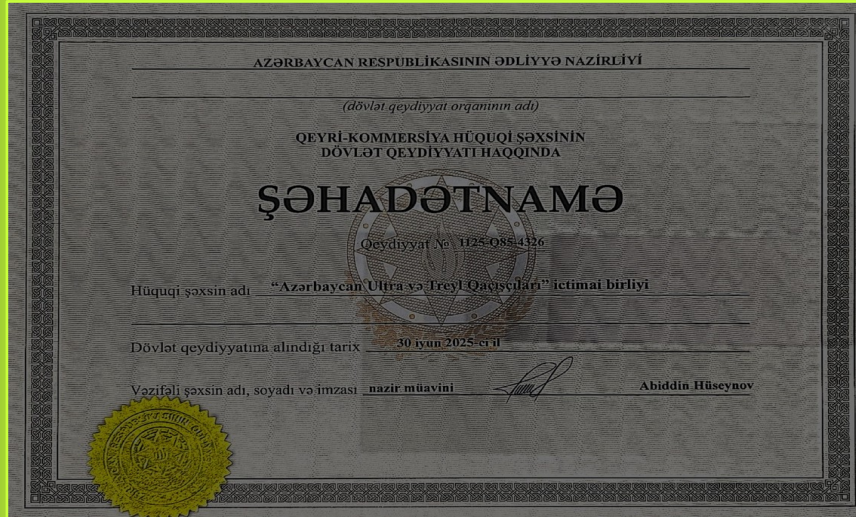 AZƏRBAYCAN RESPUBLİKASININ ƏDLİYYƏ NAZİRLİYİ
(dövlət qeydiyyat orqanının adı)
QEYRİ-KOMMERSİYA HÜQUQİ ŞƏXSİNİN
DÖVLƏT QEYDİYYATI HAQQINDA
ŞƏHADƏTNAMƏ
Qeydiyyat № 1125-Q85-4326
Hüquqi şəxsin adı "Azərbaycan Ultra və Treyl Qaçışçıları" ictimai birliyi
Dövlət qeydiyyatına alındığı tarix 30 iyun 2025-ci il
Vəzifəli şəxsin adı, soyadı və imzası nazir müavini Abiddin Hüseynov